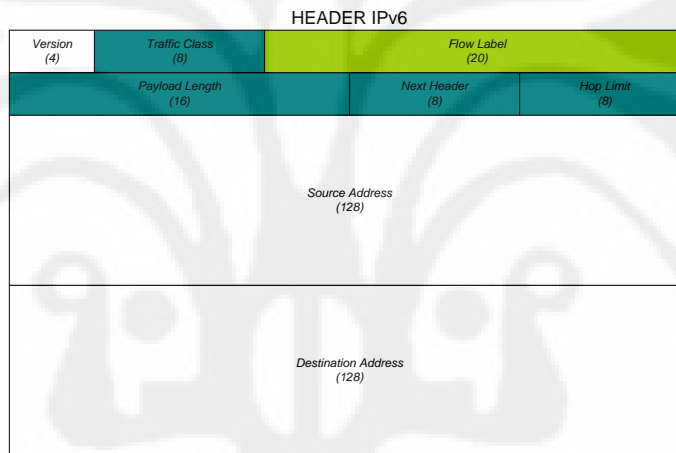 HEADER IPv6
Version
(4)
Traffic Class
(8)
Flow Label
(20)
Payload Length
(16)
Next Header
(8)
Hop Limit
(8)
Source Address
(128)
Destination Address
(128)